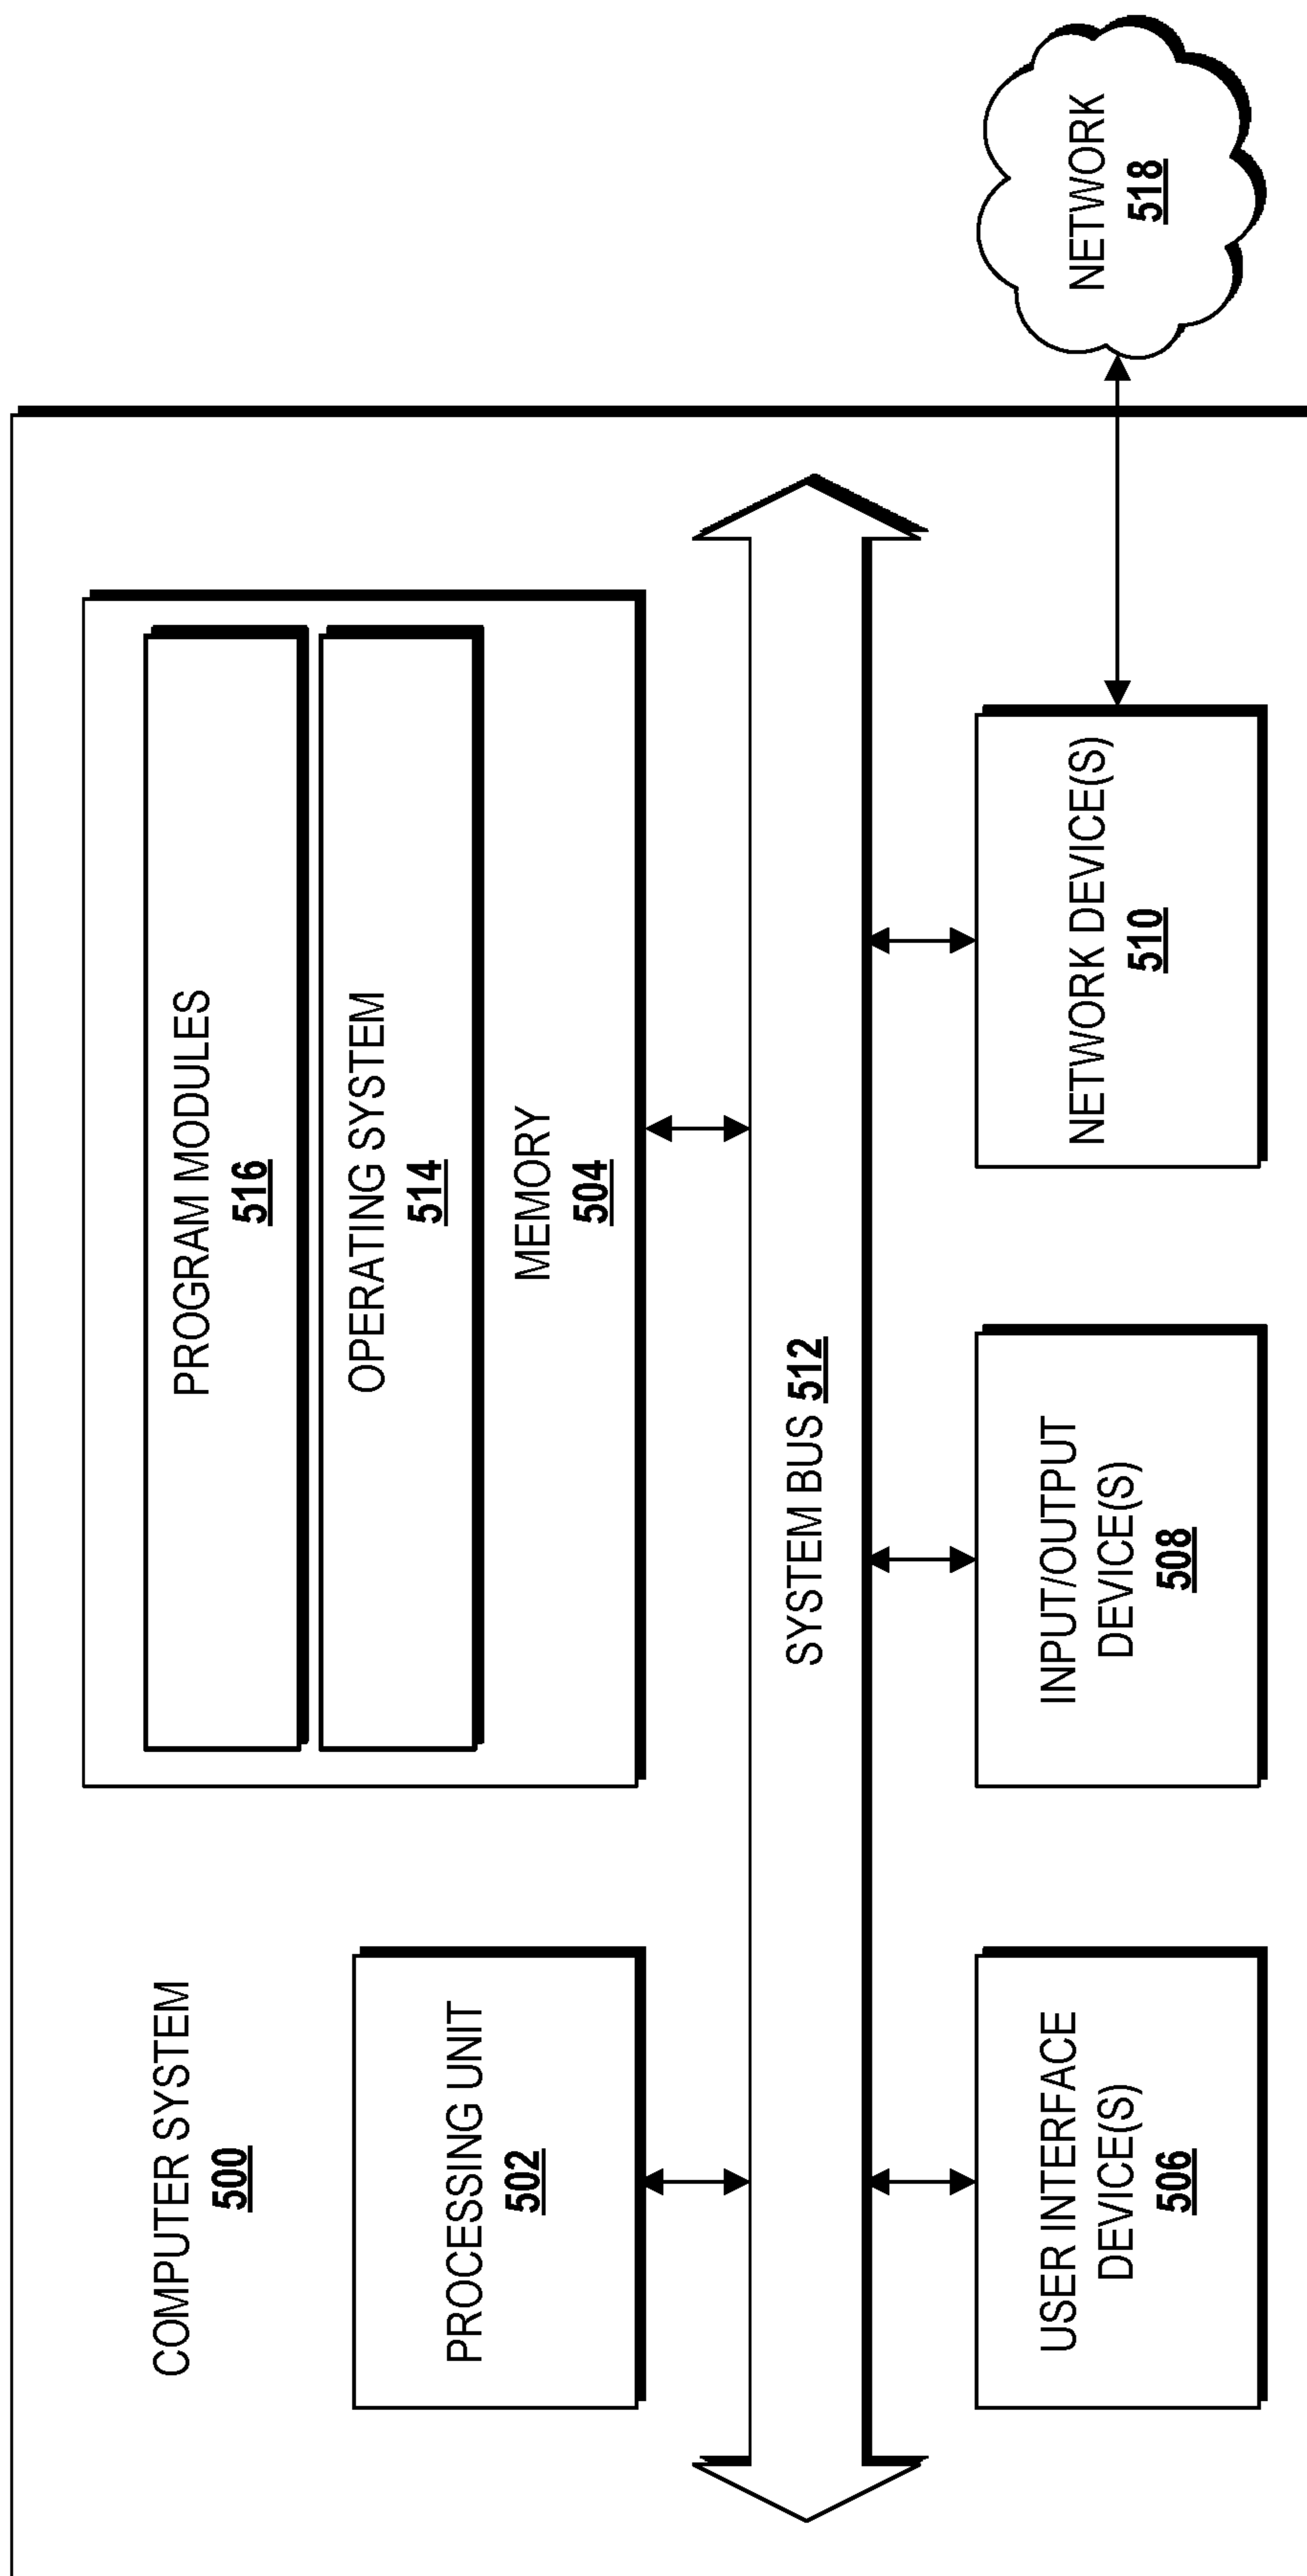 COMPUTER SYSTEM
500
PROCESSING UNIT
502
PROGRAM MODULES
516
OPERATING SYSTEM
514
MEMORY
504
SYSTEM BUS 512
USER INTERFACE
DEVICE(S)
506
INPUT/OUTPUT
DEVICE(S)
508
NETWORK DEVICE(S)
510
NETWORK
518